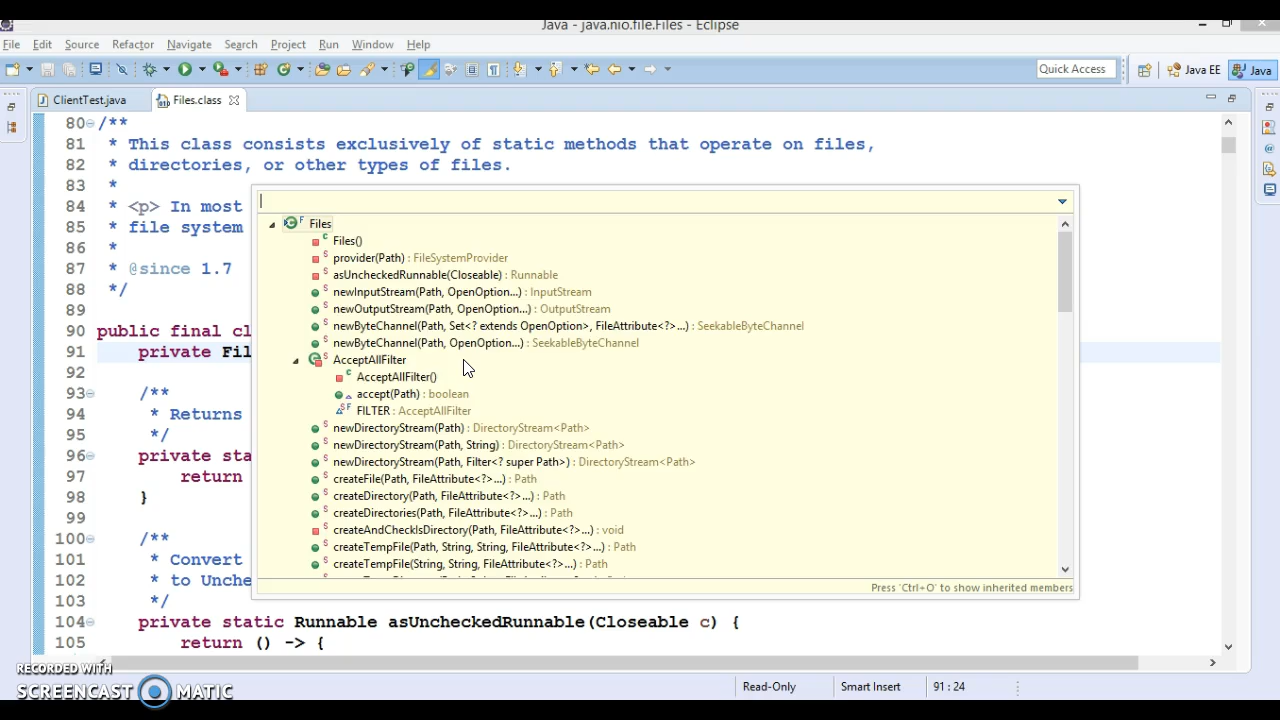 Java - java.nio.file.Files - Eclipse
File Edit Source Refactor Navigate Search Project Run Window Help
Quick Access Java EE Java
ClientTest.java Files.class
80 /**
81 * This class consists exclusively of static methods that operate on files,
82 * directories, or other types of files.
83 *
84 * <p> In most
85 * file system
86 *
87 * @since 1.7
88 */
89
90 public final cl
91 private Fil
92
93 /**
94 * Returns
95 */
96 private sta
97 return
98 }
99
100 /**
101 * Convert
102 * to Unche
103 */
104 private static Runnable asUncheckedRunnable(Closeable c) {
105 return () -> {
Files
Files()
provider(Path) : FileSystemProvider
asUncheckedRunnable(Closeable) : Runnable
newInputStream(Path, OpenOption...) : InputStream
newOutputStream(Path, OpenOption...) : OutputStream
newByteChannel(Path, Set<? extends OpenOption>, FileAttribute<?>...) : SeekableByteChannel
newByteChannel(Path, OpenOption...) : SeekableByteChannel
AcceptAllFilter
AcceptAllFilter()
accept(Path) : boolean
FILTER : AcceptAllFilter
newDirectoryStream(Path) : DirectoryStream<Path>
newDirectoryStream(Path, String) : DirectoryStream<Path>
newDirectoryStream(Path, Filter<? super Path>) : DirectoryStream<Path>
createFile(Path, FileAttribute<?>...) : Path
createDirectory(Path, FileAttribute<?>...) : Path
createDirectories(Path, FileAttribute<?>...) : Path
createAndCheckIsDirectory(Path, FileAttribute<?>...) : void
createTempFile(Path, String, String, FileAttribute<?>...) : Path
createTempFile(String, String, FileAttribute<?>...) : Path
Press 'Ctrl+O' to show inherited members
Read-Only Smart Insert 91 : 24
RECORDED WITH
SCREENCAST MATIC